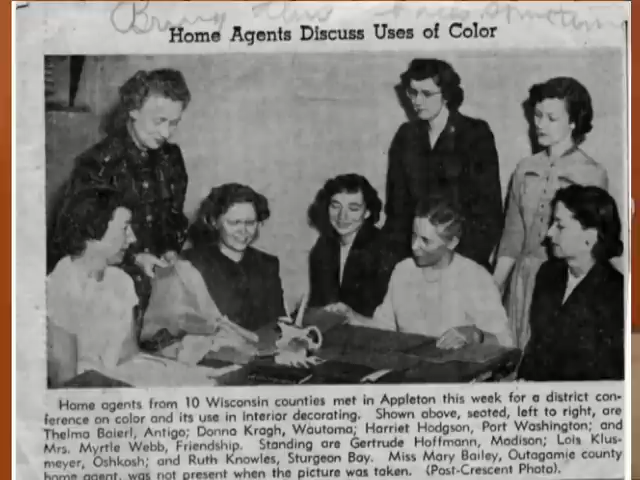 Bring
Home Agents Discuss Uses of Color
Home agents from 10 Wisconsin counties met in Appleton this week for a district con-
ference on color and its use in interior decorating. Shown above, seated, left to right, are
Thelma Baierl, Antigo; Donna Kragh, Wautoma; Harriet Hodgson, Port Washington; and
Mrs. Myrtle Webb, Friendship. Standing are Gertrude Hoffmann, Madison; Lois Klus-
meyer, Oshkosh; and Ruth Knowles, Sturgeon Bay. Miss Mary Bailey, Outagamie county
home agent, was not present when the picture was taken. (Post-Crescent Photo).